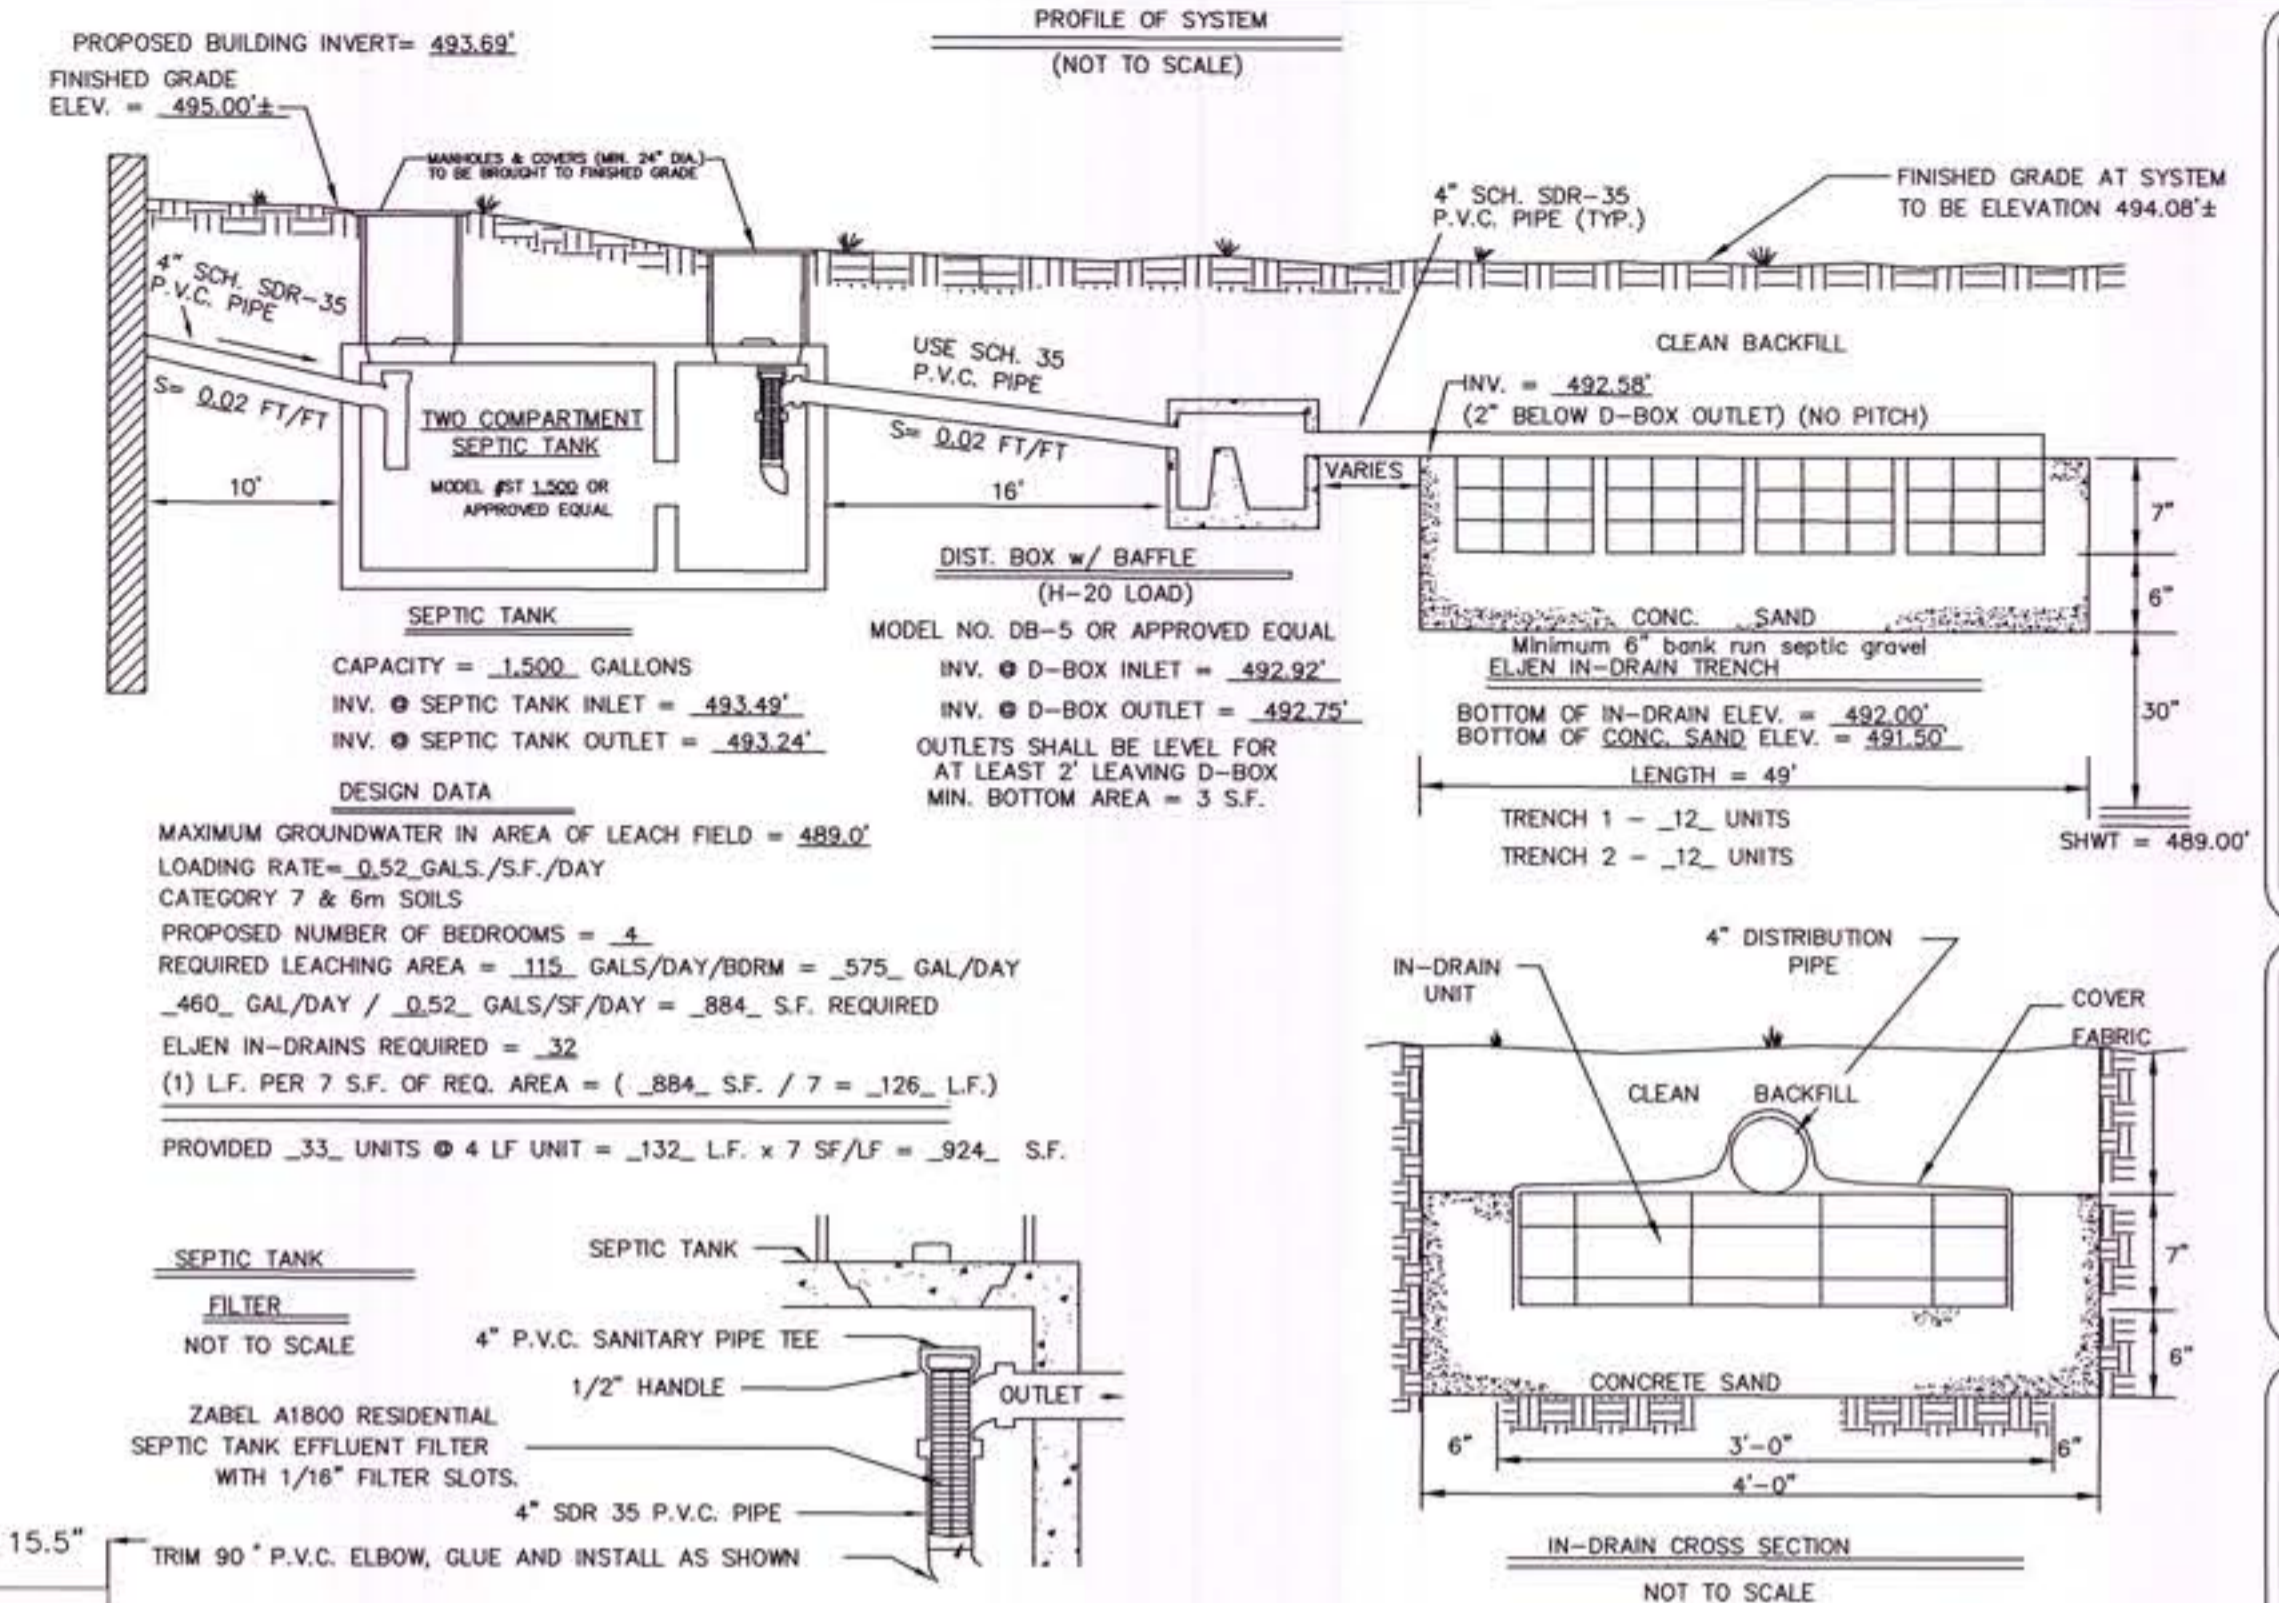 PROFILE OF SYSTEM
(NOT TO SCALE)
PROPOSED BUILDING INVERT= 493.69'
FINISHED GRADE
ELEV. = 495.00'±
MANHOLES & COVERS (MIN. 24" DIA.)
TO BE BROUGHT TO FINISHED GRADE
4" SCH. SDR-35
P.V.C. PIPE (TYP.)
FINISHED GRADE AT SYSTEM
TO BE ELEVATION 494.08'±
4" SCH. SDR-35
P.V.C. PIPE
S= 0.02 FT/FT
10'
TWO COMPARTMENT
SEPTIC TANK
MODEL #ST 1,500 OR
APPROVED EQUAL
USE SCH. 35
P.V.C. PIPE
S= 0.02 FT/FT
16'
CLEAN BACKFILL
INV. = 492.58'
(2" BELOW D-BOX OUTLET) (NO PITCH)
VARIES
7"
6"
30"
CONC. SAND
Minimum 6" bank run septic gravel
ELJEN IN-DRAIN TRENCH
BOTTOM OF IN-DRAIN ELEV. = 492.00'
BOTTOM OF CONC. SAND ELEV. = 491.50'
LENGTH = 49'
TRENCH 1 - _12_ UNITS
TRENCH 2 - _12_ UNITS
SHWT = 489.00'
DIST. BOX w/ BAFFLE
(H-20 LOAD)
MODEL NO. DB-5 OR APPROVED EQUAL
INV. @ D-BOX INLET = 492.92'
INV. @ D-BOX OUTLET = 492.75'
OUTLETS SHALL BE LEVEL FOR
AT LEAST 2' LEAVING D-BOX
MIN. BOTTOM AREA = 3 S.F.
SEPTIC TANK
CAPACITY = 1,500 GALLONS
INV. @ SEPTIC TANK INLET = 493.49'
INV. @ SEPTIC TANK OUTLET = 493.24'
DESIGN DATA
MAXIMUM GROUNDWATER IN AREA OF LEACH FIELD = 489.0'
LOADING RATE= 0.52 GALS./S.F./DAY
CATEGORY 7 & 6m SOILS
PROPOSED NUMBER OF BEDROOMS = 4
REQUIRED LEACHING AREA = 115 GALS/DAY/BDRM = _575_ GAL/DAY
_460_ GAL/DAY / 0.52 GALS/SF/DAY = _884_ S.F. REQUIRED
ELJEN IN-DRAINS REQUIRED = 32
(1) L.F. PER 7 S.F. OF REQ. AREA = ( _884_ S.F. / 7 = _126_ L.F.)
PROVIDED _33_ UNITS @ 4 LF UNIT = _132_ L.F. x 7 SF/LF = _924_ S.F.
SEPTIC TANK
FILTER
NOT TO SCALE
SEPTIC TANK
4" P.V.C. SANITARY PIPE TEE
1/2" HANDLE
OUTLET
ZABEL A1800 RESIDENTIAL
SEPTIC TANK EFFLUENT FILTER
WITH 1/16" FILTER SLOTS.
4" SDR 35 P.V.C. PIPE
TRIM 90° P.V.C. ELBOW, GLUE AND INSTALL AS SHOWN
15.5"
IN-DRAIN
UNIT
4" DISTRIBUTION
PIPE
COVER
FABRIC
CLEAN BACKFILL
7"
6"
CONCRETE SAND
6" 3'-0" 6"
4'-0"
IN-DRAIN CROSS SECTION
NOT TO SCALE